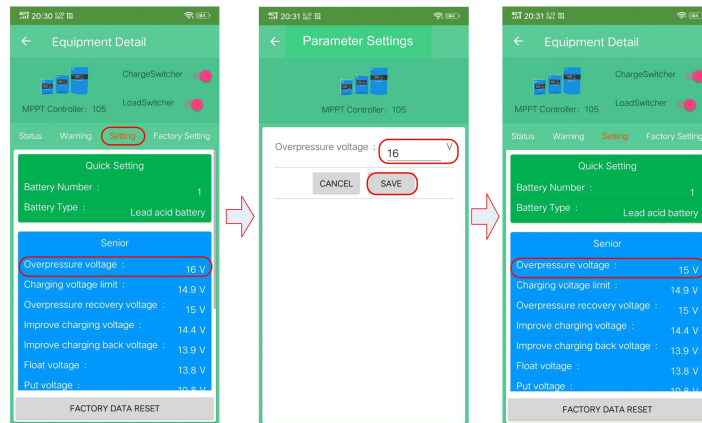 20:30
84
Equipment Detail
ChargeSwitcher
LoadSwitcher
MPPT Controller: 105
Status Warning Setting Factory Setting
Quick Setting
Battery Number : 1
Battery Type : Lead acid battery
Senior
Overpressure voltage : 16 V
Charging voltage limit : 14.9 V
Overpressure recovery voltage : 15 V
Improve charging voltage : 14.4 V
Improve charging back voltage : 13.9 V
Float voltage : 13.8 V
Put voltage : 10.8 V
FACTORY DATA RESET
20:31
Parameter Settings
MPPT Controller: 105
Overpressure voltage : 16 V
CANCEL SAVE
20:31
Equipment Detail
ChargeSwitcher
LoadSwitcher
MPPT Controller: 105
Status Warning Setting Factory Setting
Quick Setting
Battery Number : 1
Battery Type : Lead acid battery
Senior
Overpressure voltage : 15 V
Charging voltage limit : 14.9 V
Overpressure recovery voltage : 15 V
Improve charging voltage : 14.4 V
Improve charging back voltage : 13.9 V
Float voltage : 13.8 V
Put voltage : 10.8 V
FACTORY DATA RESET